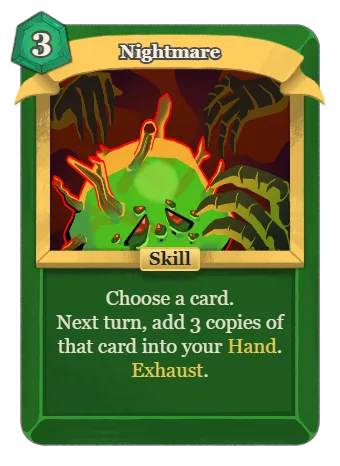 3
Nightmare
Skill
Choose a card.
Next turn, add 3 copies of
that card into your Hand.
Exhaust.